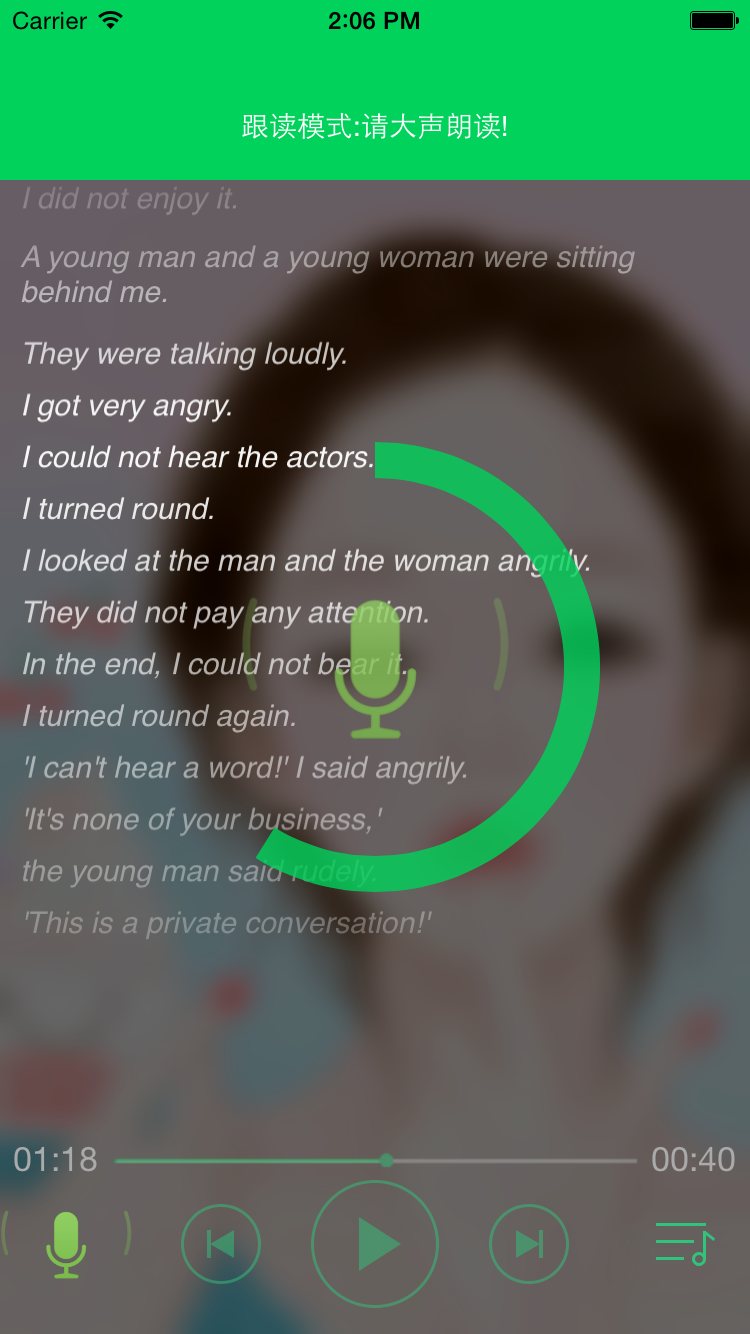 Carrier
2:06 PM
跟读模式:请大声朗读!
I did not enjoy it.
A young man and a young woman were sitting
behind me.
They were talking loudly.
I got very angry.
I could not hear the actors.
I turned round.
I looked at the man and the woman angrily.
They did not pay any attention.
In the end, I could not bear it.
I turned round again.
'I can't hear a word!' I said angrily.
'It's none of your business,'
the young man said rudely.
'This is a private conversation!'
01:18
00:40